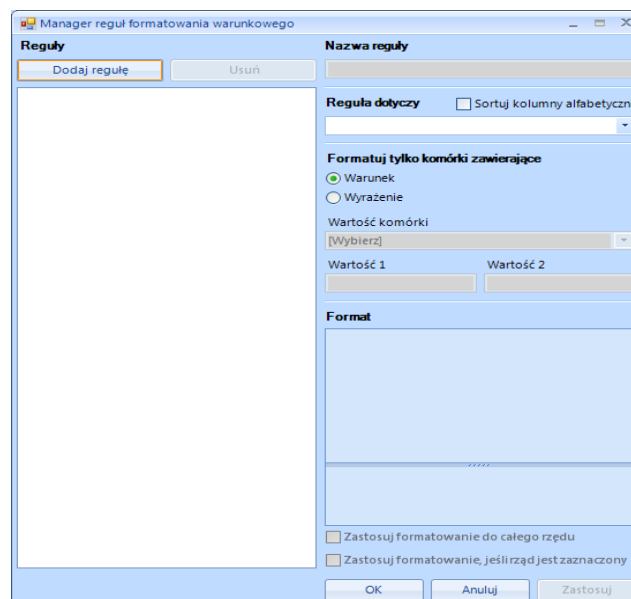 Manager reguł formatowania warunkowego
Reguły
Dodaj regułę
Usuń
Nazwa reguły
Reguła dotyczy
Sortuj kolumny alfabetyczn
Formatuj tylko komórki zawierające
Warunek
Wyrażenie
Wartość komórki
[Wybierz]
Wartość 1
Wartość 2
Format
Zastosuj formatowanie do całego rzędu
Zastosuj formatowanie, jeśli rząd jest zaznaczony
OK
Anuluj
Zastosuj